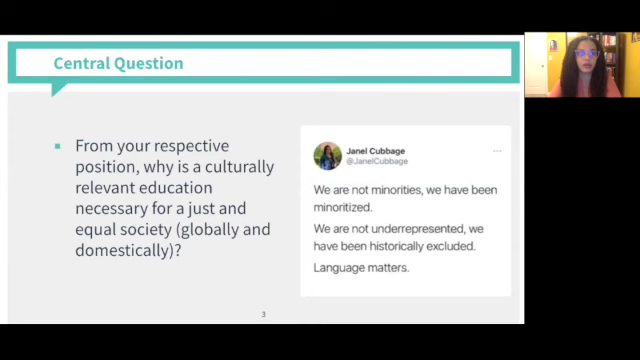 Central Question
From your respective
position, why is a culturally
relevant education
necessary for a just and
equal society (globally and
domestically)?
Janel Cubbage
@JanelCubbage
We are not minorities, we have been
minoritized.
We are not underrepresented, we
have been historically excluded.
Language matters.
3